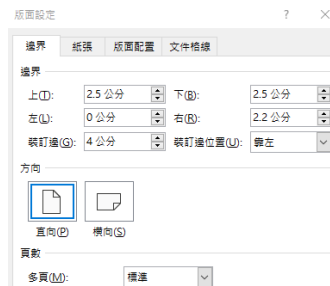 版面設定 ? ×
邊界 紙張 版面配置 文件格線
邊界
上(T): 2.5 公分 下(B): 2.5 公分
左(L): 0 公分 右(R): 2.2 公分
裝訂邊(G): 4 公分 裝訂邊位置(U): 靠左
方向
直向(P) 橫向(S)
頁數
多頁(M): 標準